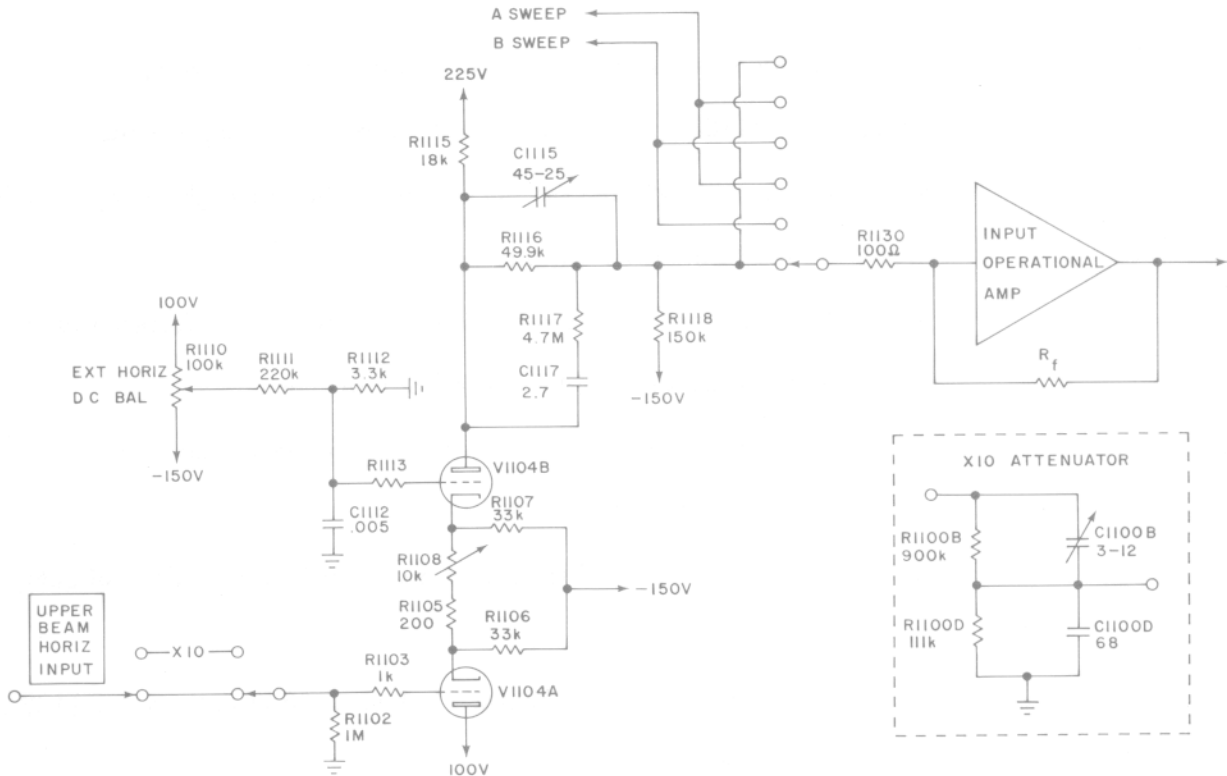 A SWEEP
B SWEEP
225V
R1115
18k
C1115
45-25
R1116
49.9k
R1117
4.7M
C1117
2.7
R1118
150k
-150V
R1130
100Ω
INPUT
OPERATIONAL
AMP
Rf
100V
R1110
100k
EXT HORIZ
DC BAL
-150V
R1111
220k
R1112
3.3k
R1113
V1104B
C1112
.005
R1107
33k
R1108
10k
R1105
200
R1106
33k
-150V
UPPER
BEAM
HORIZ
INPUT
X10
R1103
1k
R1102
1M
V1104A
100V
X10 ATTENUATOR
R1100B
900k
C1100B
3-12
R1100D
111k
C1100D
68